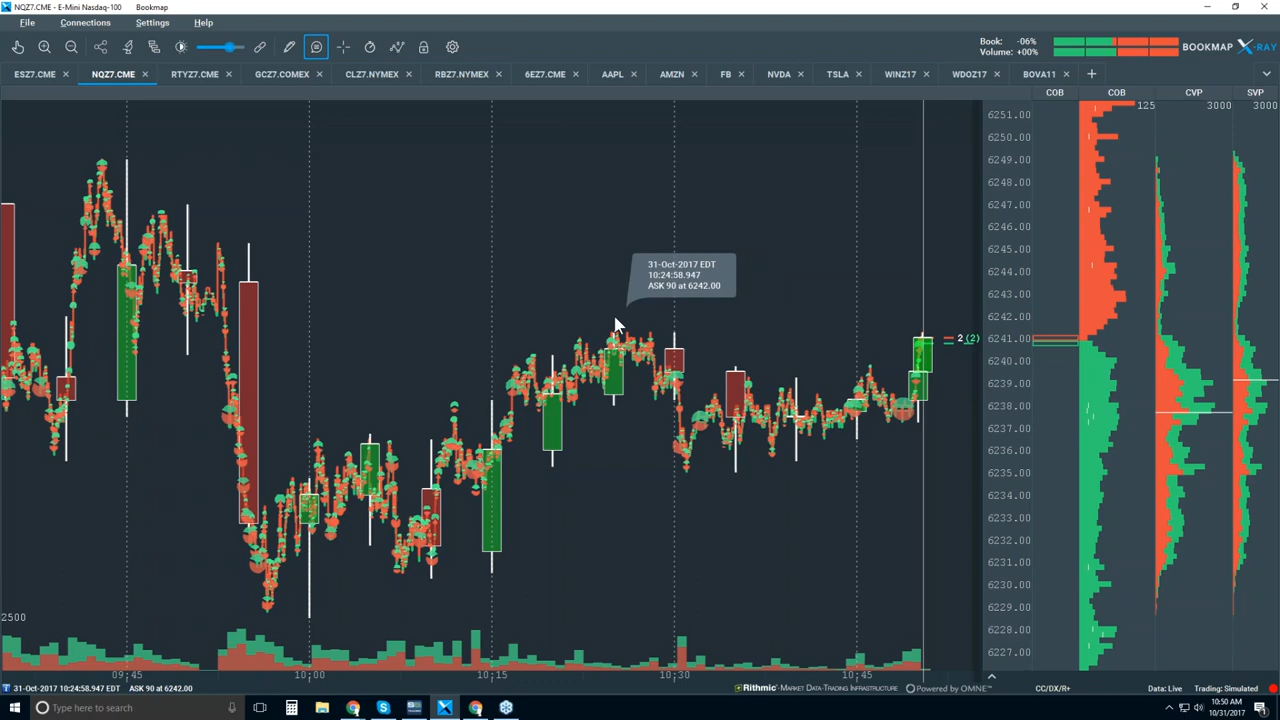 NQZ7.CME - E-Mini Nasdaq-100 Bookmap
File Connections Settings Help
Book: -06%
Volume: +00%
BOOKMAP X-RAY
ESZ7.CME NQZ7.CME RTYZ7.CME GCZ7.COMEX CLZ7.NYMEX RBZ7.NYMEX 6EZ7.CME AAPL AMZN FB NVDA TSLA WINZ17 WDOZ17 BOVA11
COB COB CVP SVP
125 3000 3000
6251.00
6250.00
6249.00
6248.00
6247.00
6246.00
6245.00
6244.00
6243.00
6242.00
6241.00
6240.00
6239.00
6238.00
6237.00
6236.00
6235.00
6234.00
6233.00
6232.00
6231.00
6230.00
6229.00
6228.00
6227.00
31-Oct-2017 EDT
10:24:58.947
ASK 90 at 6242.00
2 (2)
2500
09:45 10:00 10:15 10:30 10:45
31-Oct-2017 10:24:58.947 EDT ASK 90 at 6242.00
Rithmic-MARKET DATA-TRADING INFRASTRUCTURE Powered by OMNE™ CC/DX/R+ Data: Live Trading: Simulated
Type here to search
10:50 AM
10/31/2017